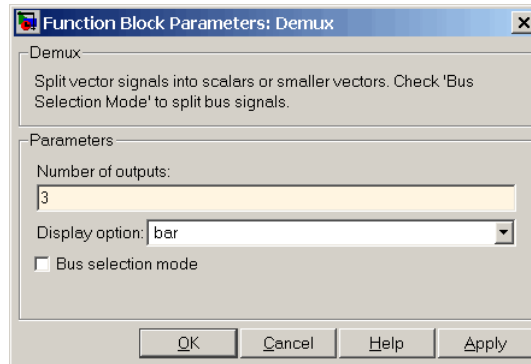 Function Block Parameters: Demux
Demux
Split vector signals into scalars or smaller vectors. Check 'Bus
Selection Mode' to split bus signals.
Parameters
Number of outputs:
3
Display option: bar
Bus selection mode
OK Cancel Help Apply